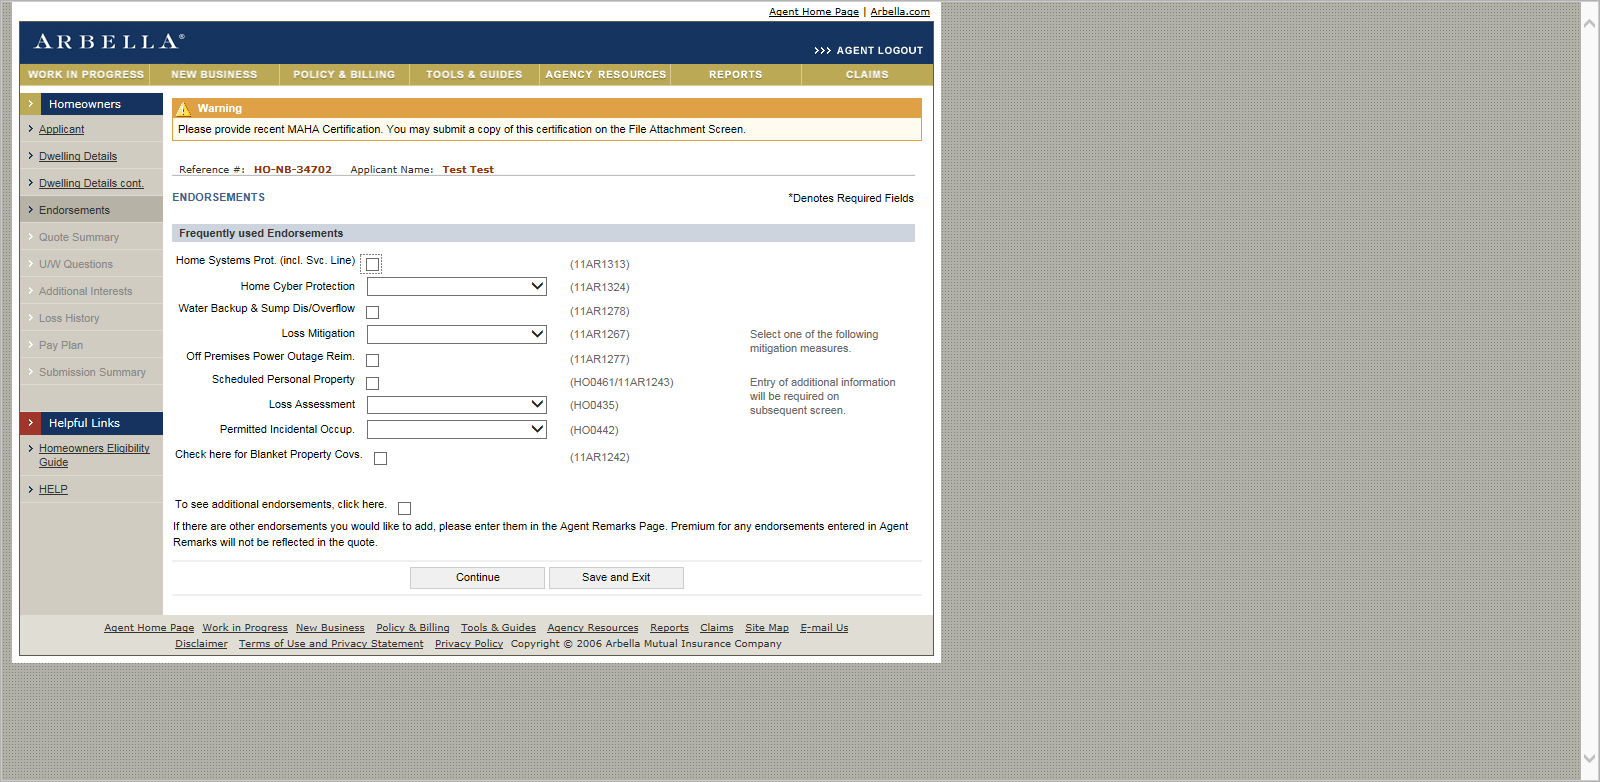 Agent Home Page | Arbella.com
ARBELLA®
>>> AGENT LOGOUT
WORK IN PROGRESS NEW BUSINESS POLICY & BILLING TOOLS & GUIDES AGENCY RESOURCES REPORTS CLAIMS
Homeowners
Applicant
Dwelling Details
Dwelling Details cont.
Endorsements
Quote Summary
U/W Questions
Additional Interests
Loss History
Pay Plan
Submission Summary
Helpful Links
Homeowners Eligibility
Guide
HELP
Warning
Please provide recent MAHA Certification. You may submit a copy of this certification on the File Attachment Screen.
Reference #: HO-NB-34702 Applicant Name: Test Test
ENDORSEMENTS
*Denotes Required Fields
Frequently used Endorsements
Home Systems Prot. (incl. Svc. Line) (11AR1313)
Home Cyber Protection (11AR1324)
Water Backup & Sump Dis/Overflow (11AR1278)
Loss Mitigation (11AR1267) Select one of the following
mitigation measures.
Off Premises Power Outage Reim. (11AR1277)
Scheduled Personal Property (HO0461/11AR1243) Entry of additional information
will be required on
subsequent screen.
Loss Assessment (HO0435)
Permitted Incidental Occup. (HO0442)
Check here for Blanket Property Covs. (11AR1242)
To see additional endorsements, click here.
If there are other endorsements you would like to add, please enter them in the Agent Remarks Page. Premium for any endorsements entered in Agent
Remarks will not be reflected in the quote.
Continue Save and Exit
Agent Home Page Work in Progress New Business Policy & Billing Tools & Guides Agency Resources Reports Claims Site Map E-mail Us
Disclaimer Terms of Use and Privacy Statement Privacy Policy Copyright © 2006 Arbella Mutual Insurance Company